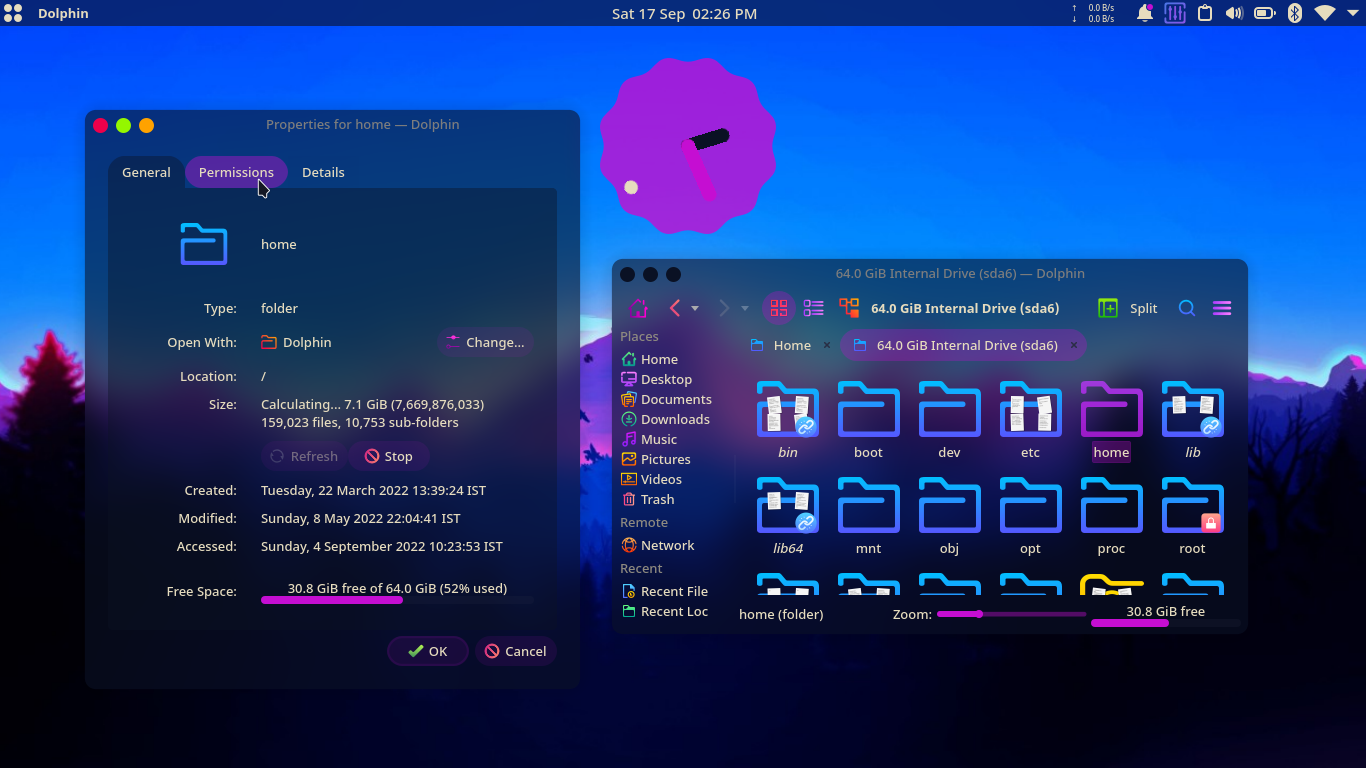 Dolphin
Sat 17 Sep 02:26 PM
↑ 0.0 B/s
↓ 0.0 B/s
Properties for home — Dolphin
General Permissions Details
home
Type: folder
Open With: Dolphin Change...
Location: /
Size: Calculating... 7.1 GiB (7,669,876,033)
159,023 files, 10,753 sub-folders
Refresh Stop
Created: Tuesday, 22 March 2022 13:39:24 IST
Modified: Sunday, 8 May 2022 22:04:41 IST
Accessed: Sunday, 4 September 2022 10:23:53 IST
Free Space: 30.8 GiB free of 64.0 GiB (52% used)
OK Cancel
64.0 GiB Internal Drive (sda6) — Dolphin
64.0 GiB Internal Drive (sda6) Split
Places
Home
Desktop
Documents
Downloads
Music
Pictures
Videos
Trash
Remote
Network
Recent
Recent File
Recent Loc
Home × 64.0 GiB Internal Drive (sda6) ×
bin boot dev etc home lib
lib64 mnt obj opt proc root
home (folder) Zoom: 30.8 GiB free